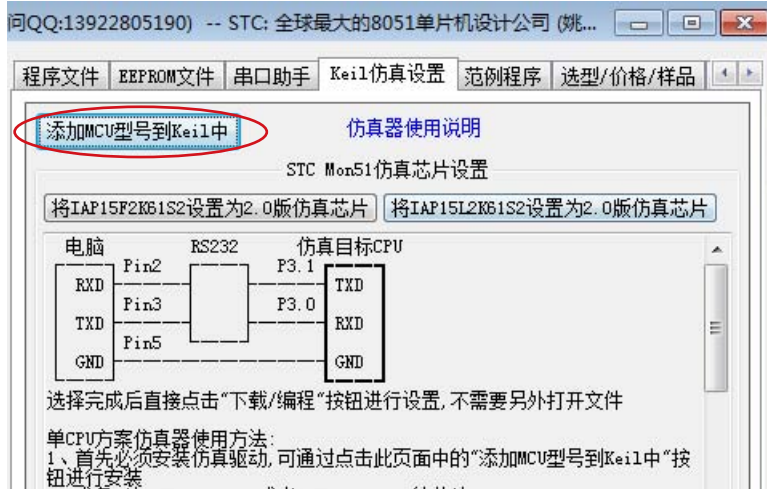 问QQ:13922805190) -- STC: 全球最大的8051单片机设计公司 (姚...
程序文件 EEPROM文件 串口助手 Keil仿真设置 范例程序 选型/价格/样品
添加MCU型号到Keil中 仿真器使用说明
STC Mon51仿真芯片设置
将IAP15F2K61S2设置为2.0版仿真芯片 将IAP15L2K61S2设置为2.0版仿真芯片
电脑 RS232 仿真目标CPU
Pin2 P3.1
RXD TXD
Pin3 P3.0
TXD RXD
Pin5
GND GND
选择完成后直接点击"下载/编程"按钮进行设置,不需要另外打开文件
单CPU方案仿真器使用方法:
1、首先必须安装仿真驱动,可通过点击此页面中的"添加MCU型号到Keil中"按
钮进行安装